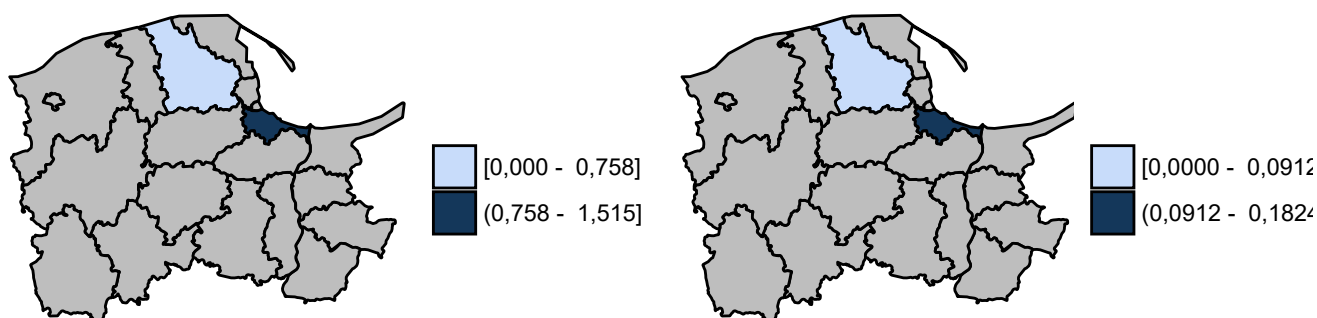 [0,000 - 0,758]
(0,758 - 1,515]
[0,0000 - 0,0912
(0,0912 - 0,1824